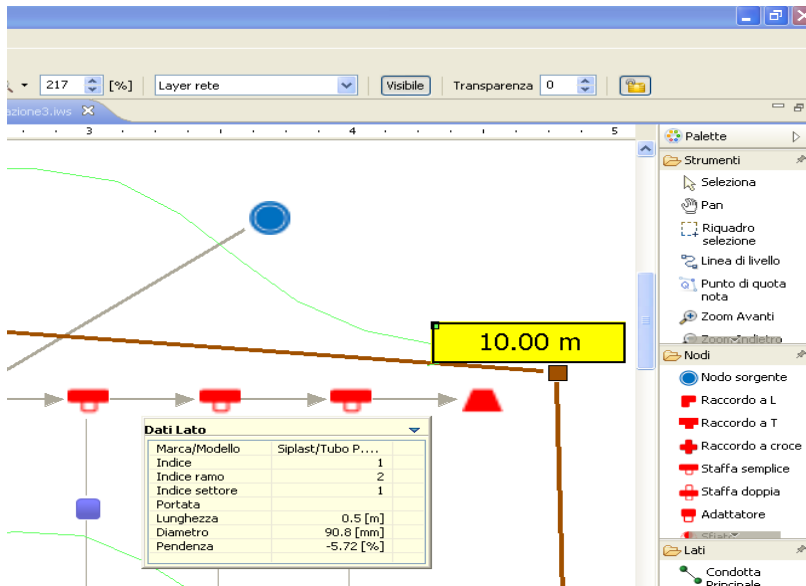 217 [%] Layer rete Visibile Transparenza 0
azione3.iws
3 4 5
Palette
Strumenti
Seleziona
Pan
Riquadro
selezione
Linea di livello
Punto di quota
nota
Zoom Avanti
Zoom Indietro
Nodi
Nodo sorgente
Raccordo a L
Raccordo a T
Raccordo a croce
Staffa semplice
Staffa doppia
Adattatore
Lati
Condotta
Principale
10.00 m
Dati Lato
Marca/Modello Siplast/Tubo P....
Indice 1
Indice ramo 2
Indice settore 1
Portata
Lunghezza 0.5 [m]
Diametro 90.8 [mm]
Pendenza -5.72 [%]